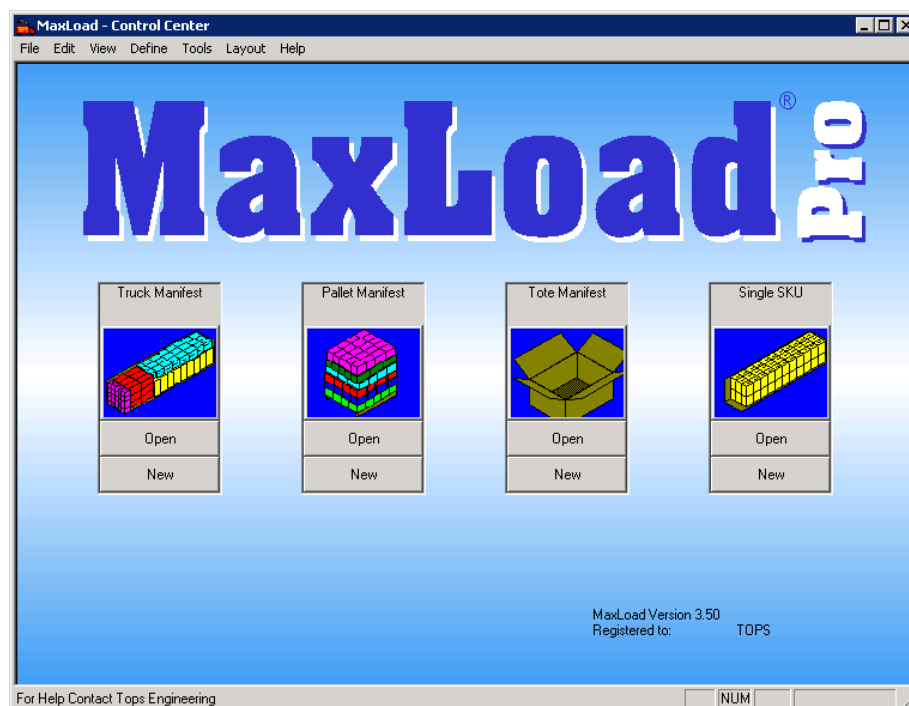 MaxLoad - Control Center
File Edit View Define Tools Layout Help
MaxLoad® Pro
Truck Manifest Pallet Manifest Tote Manifest Single SKU
Open Open Open Open
New New New New
MaxLoad Version 3.50
Registered to: TOPS
For Help Contact Tops Engineering NUM